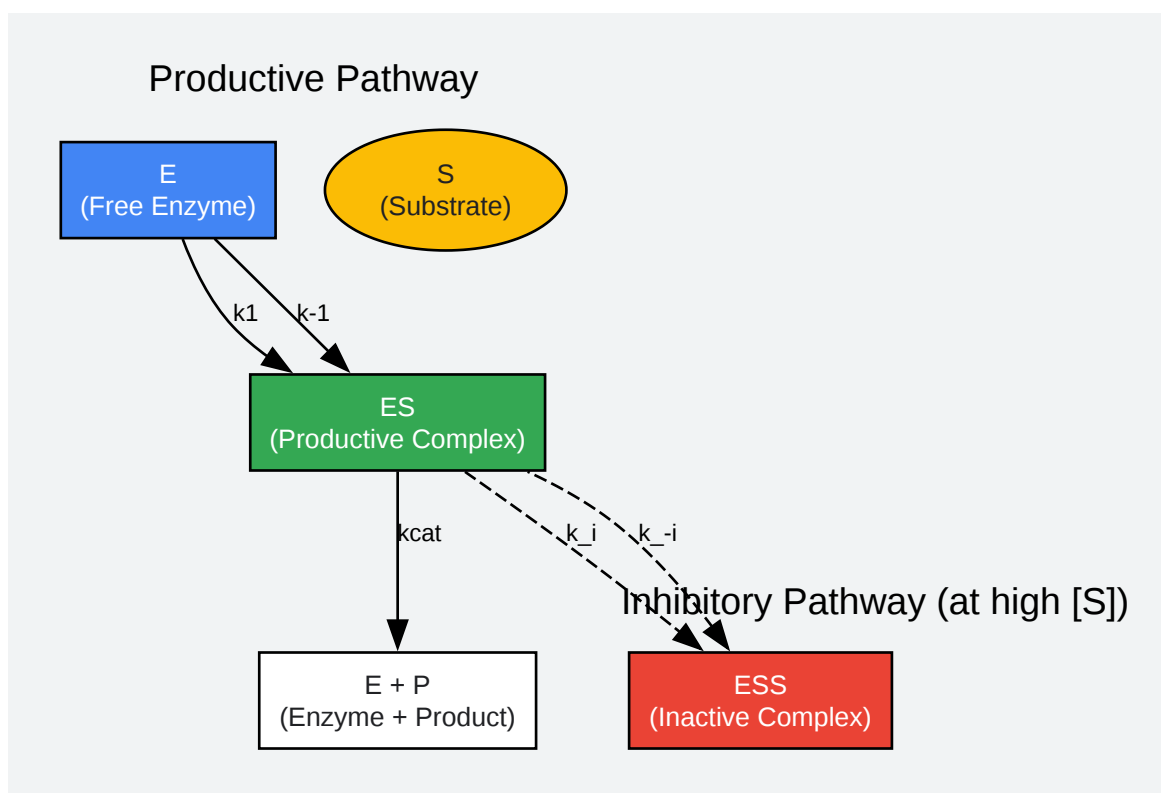 Productive Pathway
E
(Free Enzyme)
S
(Substrate)
k1
k-1
ES
(Productive Complex)
kcat
k_i
k_-i
Inhibitory Pathway (at high [S])
E + P
(Enzyme + Product)
ESS
(Inactive Complex)